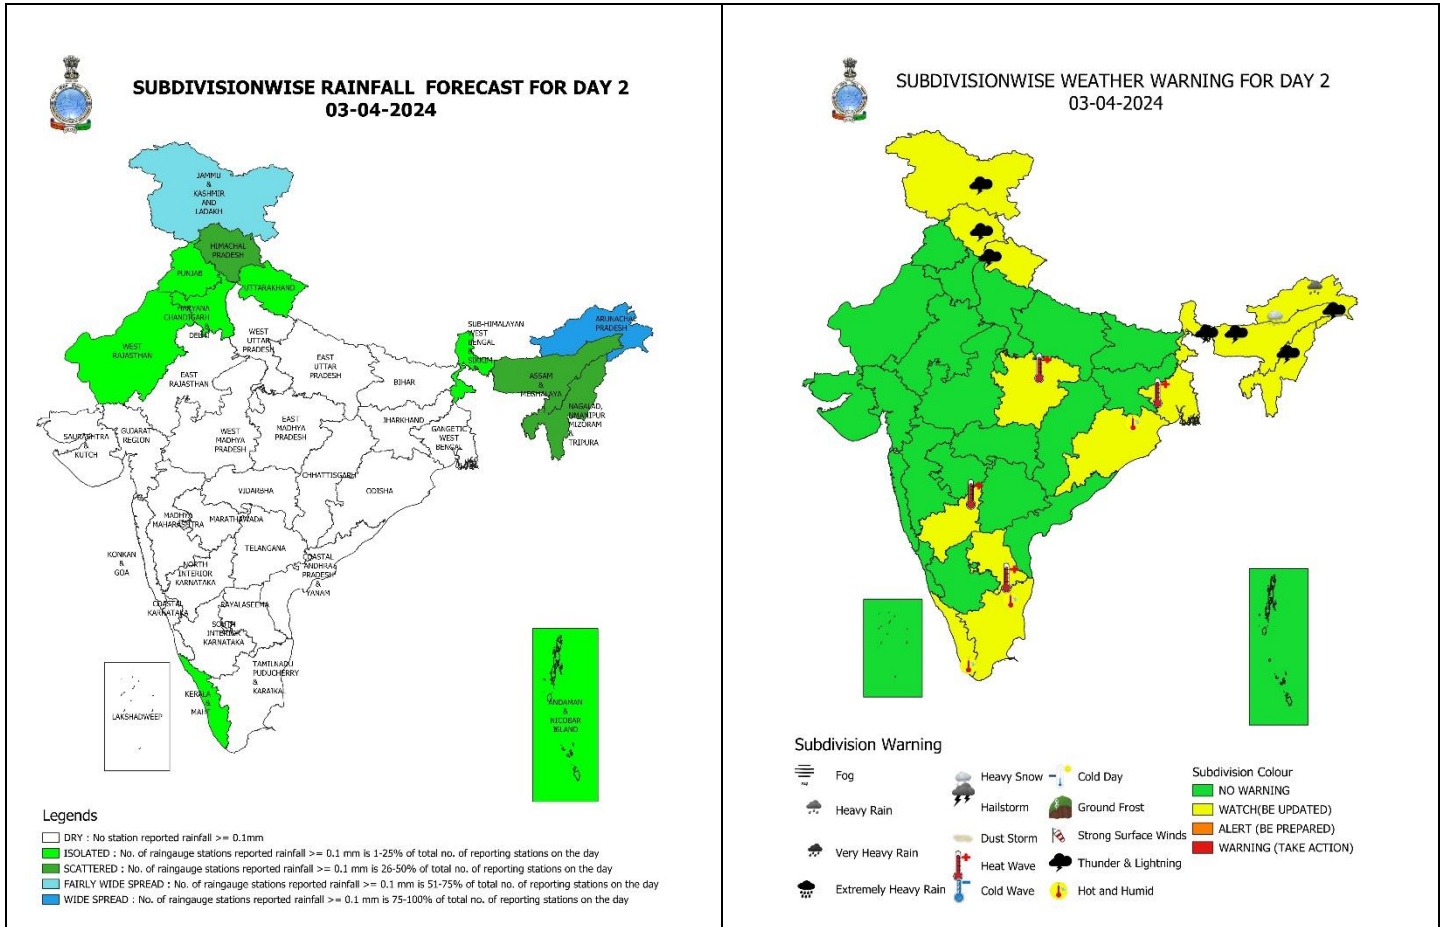 SUBDIVISIONWISE RAINFALL FORECAST FOR DAY 2
03-04-2024
JAMMU
&
KASHMIR
AND
LADAKH
HIMACHAL
PRADESH
PUNJAB
UTTARAKHAND
HARYANA
CHANDIGARH
DELHI
WEST
RAJASTHAN
WEST
UTTAR
PRADESH
EAST
RAJASTHAN
EAST
UTTAR
PRADESH
SUB-HIMALAYAN
WEST
BENGAL
&
SIKKIM
ARUNACHAL
PRADESH
ASSAM
&
MEGHALAYA
NAGALAD,
MANIPUR
MIZORAM
&
TRIPURA
BIHAR
JHARKHAND
GANGETIC
WEST
BENGAL
SAURASHTRA
&
KUTCH
GUJARAT
REGION
WEST
MADHYA
PRADESH
EAST
MADHYA
PRADESH
CHHATTISGARH
ODISHA
VIDARBHA
MADHYA
MAHARASHTRA
MARATHAWADA
TELANGANA
KONKAN
&
GOA
NORTH
INTERIOR
KARNATAKA
COASTAL
ANDHRA
PRADESH
&
YANAM
COASTAL
KARNATAKA
RAYALASEEMA
SOUTH
INTERIOR
KARNATAKA
TAMILNADU
PUDUCHERRY
&
KARAIKAL
KERALA
&
MAHE
LAKSHADWEEP
ANDAMAN
&
NICOBAR
ISLAND
Legends
DRY : No station reported rainfall >= 0.1mm
ISOLATED : No. of raingauge stations reported rainfall >= 0.1 mm is 1-25% of total no. of reporting stations on the day
SCATTERED : No. of raingauge stations reported rainfall >= 0.1 mm is 26-50% of total no. of reporting stations on the day
FAIRLY WIDE SPREAD : No. of raingauge stations reported rainfall >= 0.1 mm is 51-75% of total no. of reporting stations on the day
WIDE SPREAD : No. of raingauge stations reported rainfall >= 0.1 mm is 75-100% of total no. of reporting stations on the day
SUBDIVISIONWISE WEATHER WARNING FOR DAY 2
03-04-2024
Subdivision Warning
Fog
Heavy Rain
Very Heavy Rain
Extremely Heavy Rain
Heavy Snow
Hailstorm
Dust Storm
Heat Wave
Cold Wave
Cold Day
Ground Frost
Strong Surface Winds
Thunder & Lightning
Hot and Humid
Subdivision Colour
NO WARNING
WATCH(BE UPDATED)
ALERT (BE PREPARED)
WARNING (TAKE ACTION)